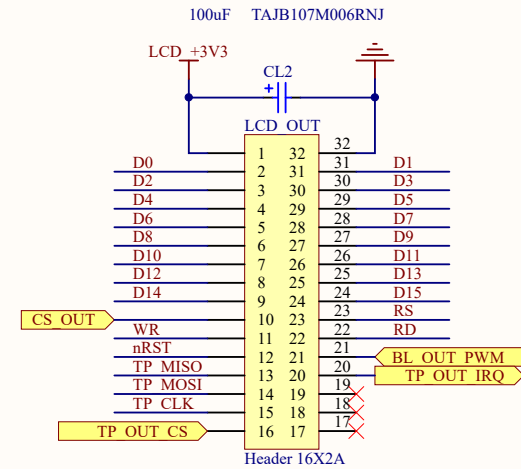 100uF TAJB107M006RNJ
LCD_+3V3
CL2
+
LCD_OUT
32
1 32
D0 2 31 31 D1
D2 3 30 30 D3
D4 4 29 29 D5
D6 5 28 28 D7
D8 6 27 27 D9
D10 7 26 26 D11
D12 8 25 25 D13
D14 9 24 24 D15
CS_OUT 10 23 23 RS
WR 11 22 22 RD
nRST 12 21 21 BL_OUT_PWM
TP_MISO 13 20 20 TP_OUT_IRQ
TP_MOSI 14 19 19
TP_CLK 15 18 18
TP_OUT_CS 16 17 17
Header 16X2A